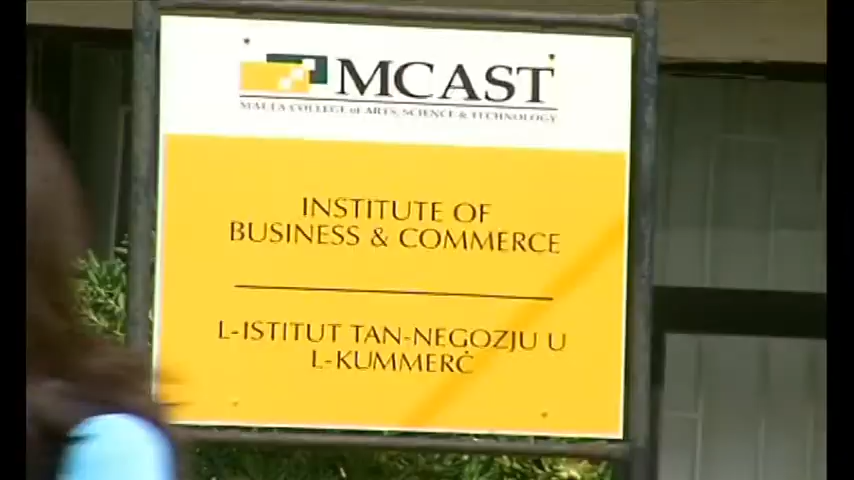 MCAST
MALTA COLLEGE OF ARTS, SCIENCE & TECHNOLOGY
INSTITUTE OF
BUSINESS & COMMERCE
L-ISTITUT TAN-NEGOZJU U
L-KUMMERĊ